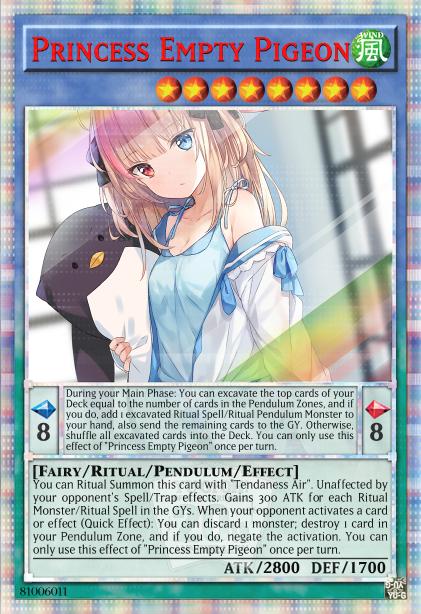 PRINCESS EMPTY PIGEON
WIND
風
During your Main Phase: You can excavate the top cards of your
Deck equal to the number of cards in the Pendulum Zones, and if
you do, add 1 excavated Ritual Spell/Ritual Pendulum Monster to
your hand, also send the remaining cards to the GY. Otherwise,
shuffle all excavated cards into the Deck. You can only use this
effect of "Princess Empty Pigeon" once per turn.
8
8
[FAIRY/RITUAL/PENDULUM/EFFECT]
You can Ritual Summon this card with "Tendaness Air". Unaffected by
your opponent's Spell/Trap effects. Gains 300 ATK for each Ritual
Monster/Ritual Spell in the GYs. When your opponent activates a card
or effect (Quick Effect): You can discard 1 monster; destroy 1 card in
your Pendulum Zone, and if you do, negate the activation. You can
only use this effect of "Princess Empty Pigeon" once per turn.
ATK/2800 DEF/1700
81006011